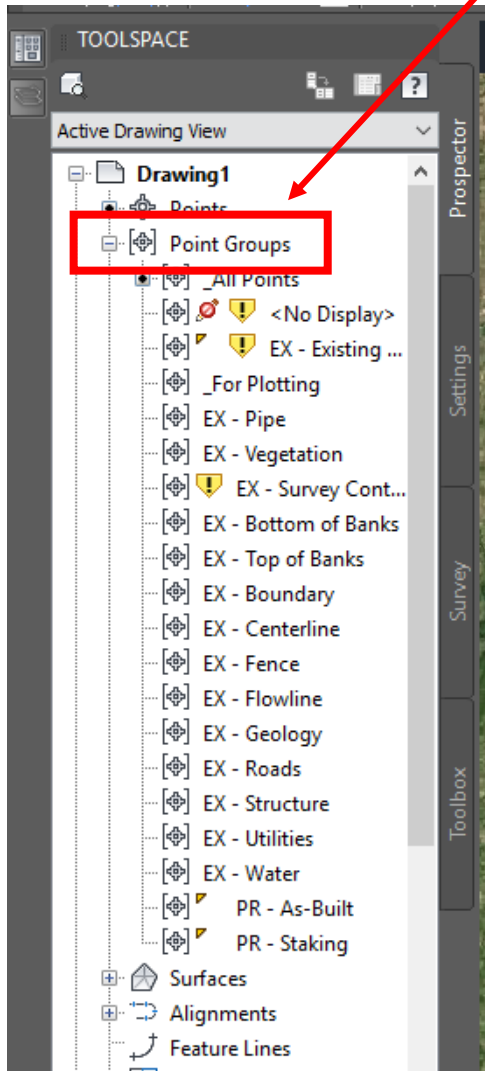 TOOLSPACE
?
Active Drawing View
Drawing1
Points
Point Groups
_All Points
<No Display>
EX - Existing ...
_For Plotting
EX - Pipe
EX - Vegetation
EX - Survey Cont...
EX - Bottom of Banks
EX - Top of Banks
EX - Boundary
EX - Centerline
EX - Fence
EX - Flowline
EX - Geology
EX - Roads
EX - Structure
EX - Utilities
EX - Water
PR - As-Built
PR - Staking
Surfaces
Alignments
Feature Lines
Prospector
Settings
Survey
Toolbox